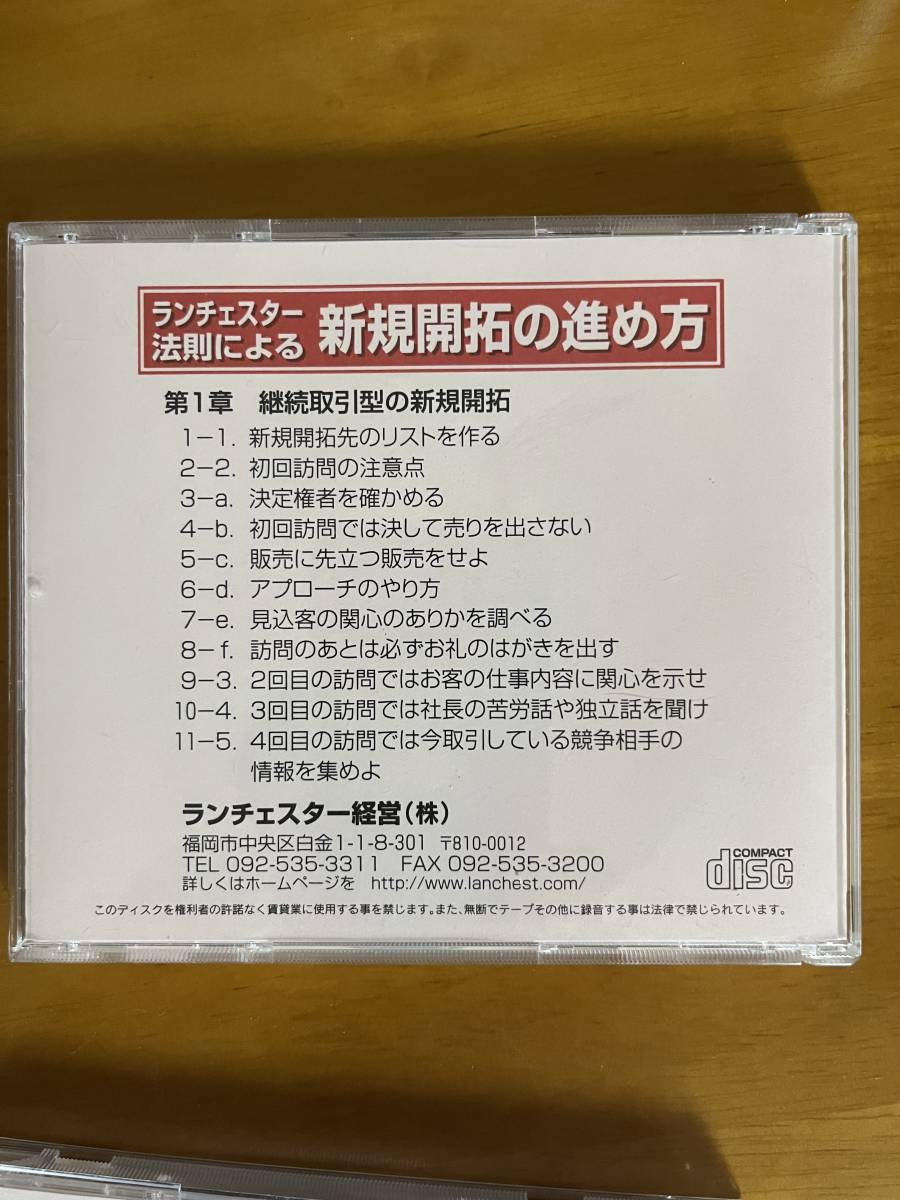 ランチェスター
法則による 新規開拓の進め方
第1章 継続取引型の新規開拓
1−1. 新規開拓先のリストを作る
2−2. 初回訪問の注意点
3−a. 決定権者を確かめる
4−b. 初回訪問では決して売りを出さない
5−c. 販売に先立つ販売をせよ
6−d. アプローチのやり方
7−e. 見込客の関心のありかを調べる
8−f. 訪問のあとは必ずお礼のはがきを出す
9−3. 2回目の訪問ではお客の仕事内容に関心を示せ
10−4. 3回目の訪問では社長の苦労話や独立話を聞け
11−5. 4回目の訪問では今取引している競争相手の
情報を集めよ
ランチェスター経営(株)
福岡市中央区白金1-1-8-301 〒810-0012
TEL 092-535-3311 FAX 092-535-3200
詳しくはホームページを http://www.lanchest.com/
COMPACT
disc
このディスクを権利者の許諾なく賃貸業に使用する事を禁じます。また、無断でテープその他に録音する事は法律で禁じられています。